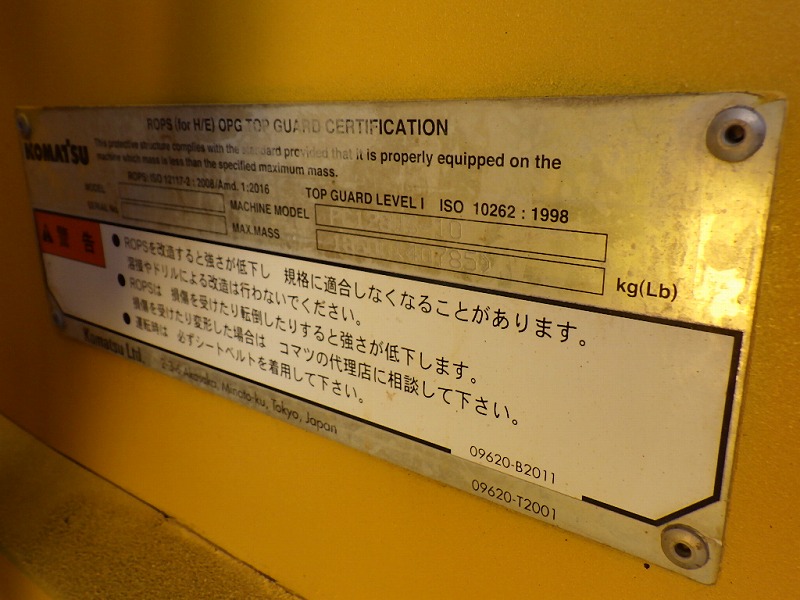 ROPS (for H/E) OPG TOP GUARD CERTIFICATION
KOMATSU
This protective structure complies with the standard provided that it is properly equipped on the
machine which mass is less than the specified maximum mass.
ROPS: ISO 12117-2 : 2008/Amd. 1:2016 TOP GUARD LEVEL I ISO 10262 : 1998
MODEL MACHINE MODEL
SERIAL No. MAX.MASS kg(Lb)
警告
● ROPSを改造すると強さが低下し 規格に適合しなくなることがあります。
溶接やドリルによる改造は行わないでください。
● ROPSは 損傷を受けたり転倒したりすると強さが低下します。
損傷を受けたり変形した場合は コマツの代理店に相談して下さい。
● 運転時は 必ずシートベルトを着用して下さい。
Komatsu Ltd. 2-3-6, Akasaka, Minato-ku, Tokyo, Japan
09620-B2011
09620-T2001